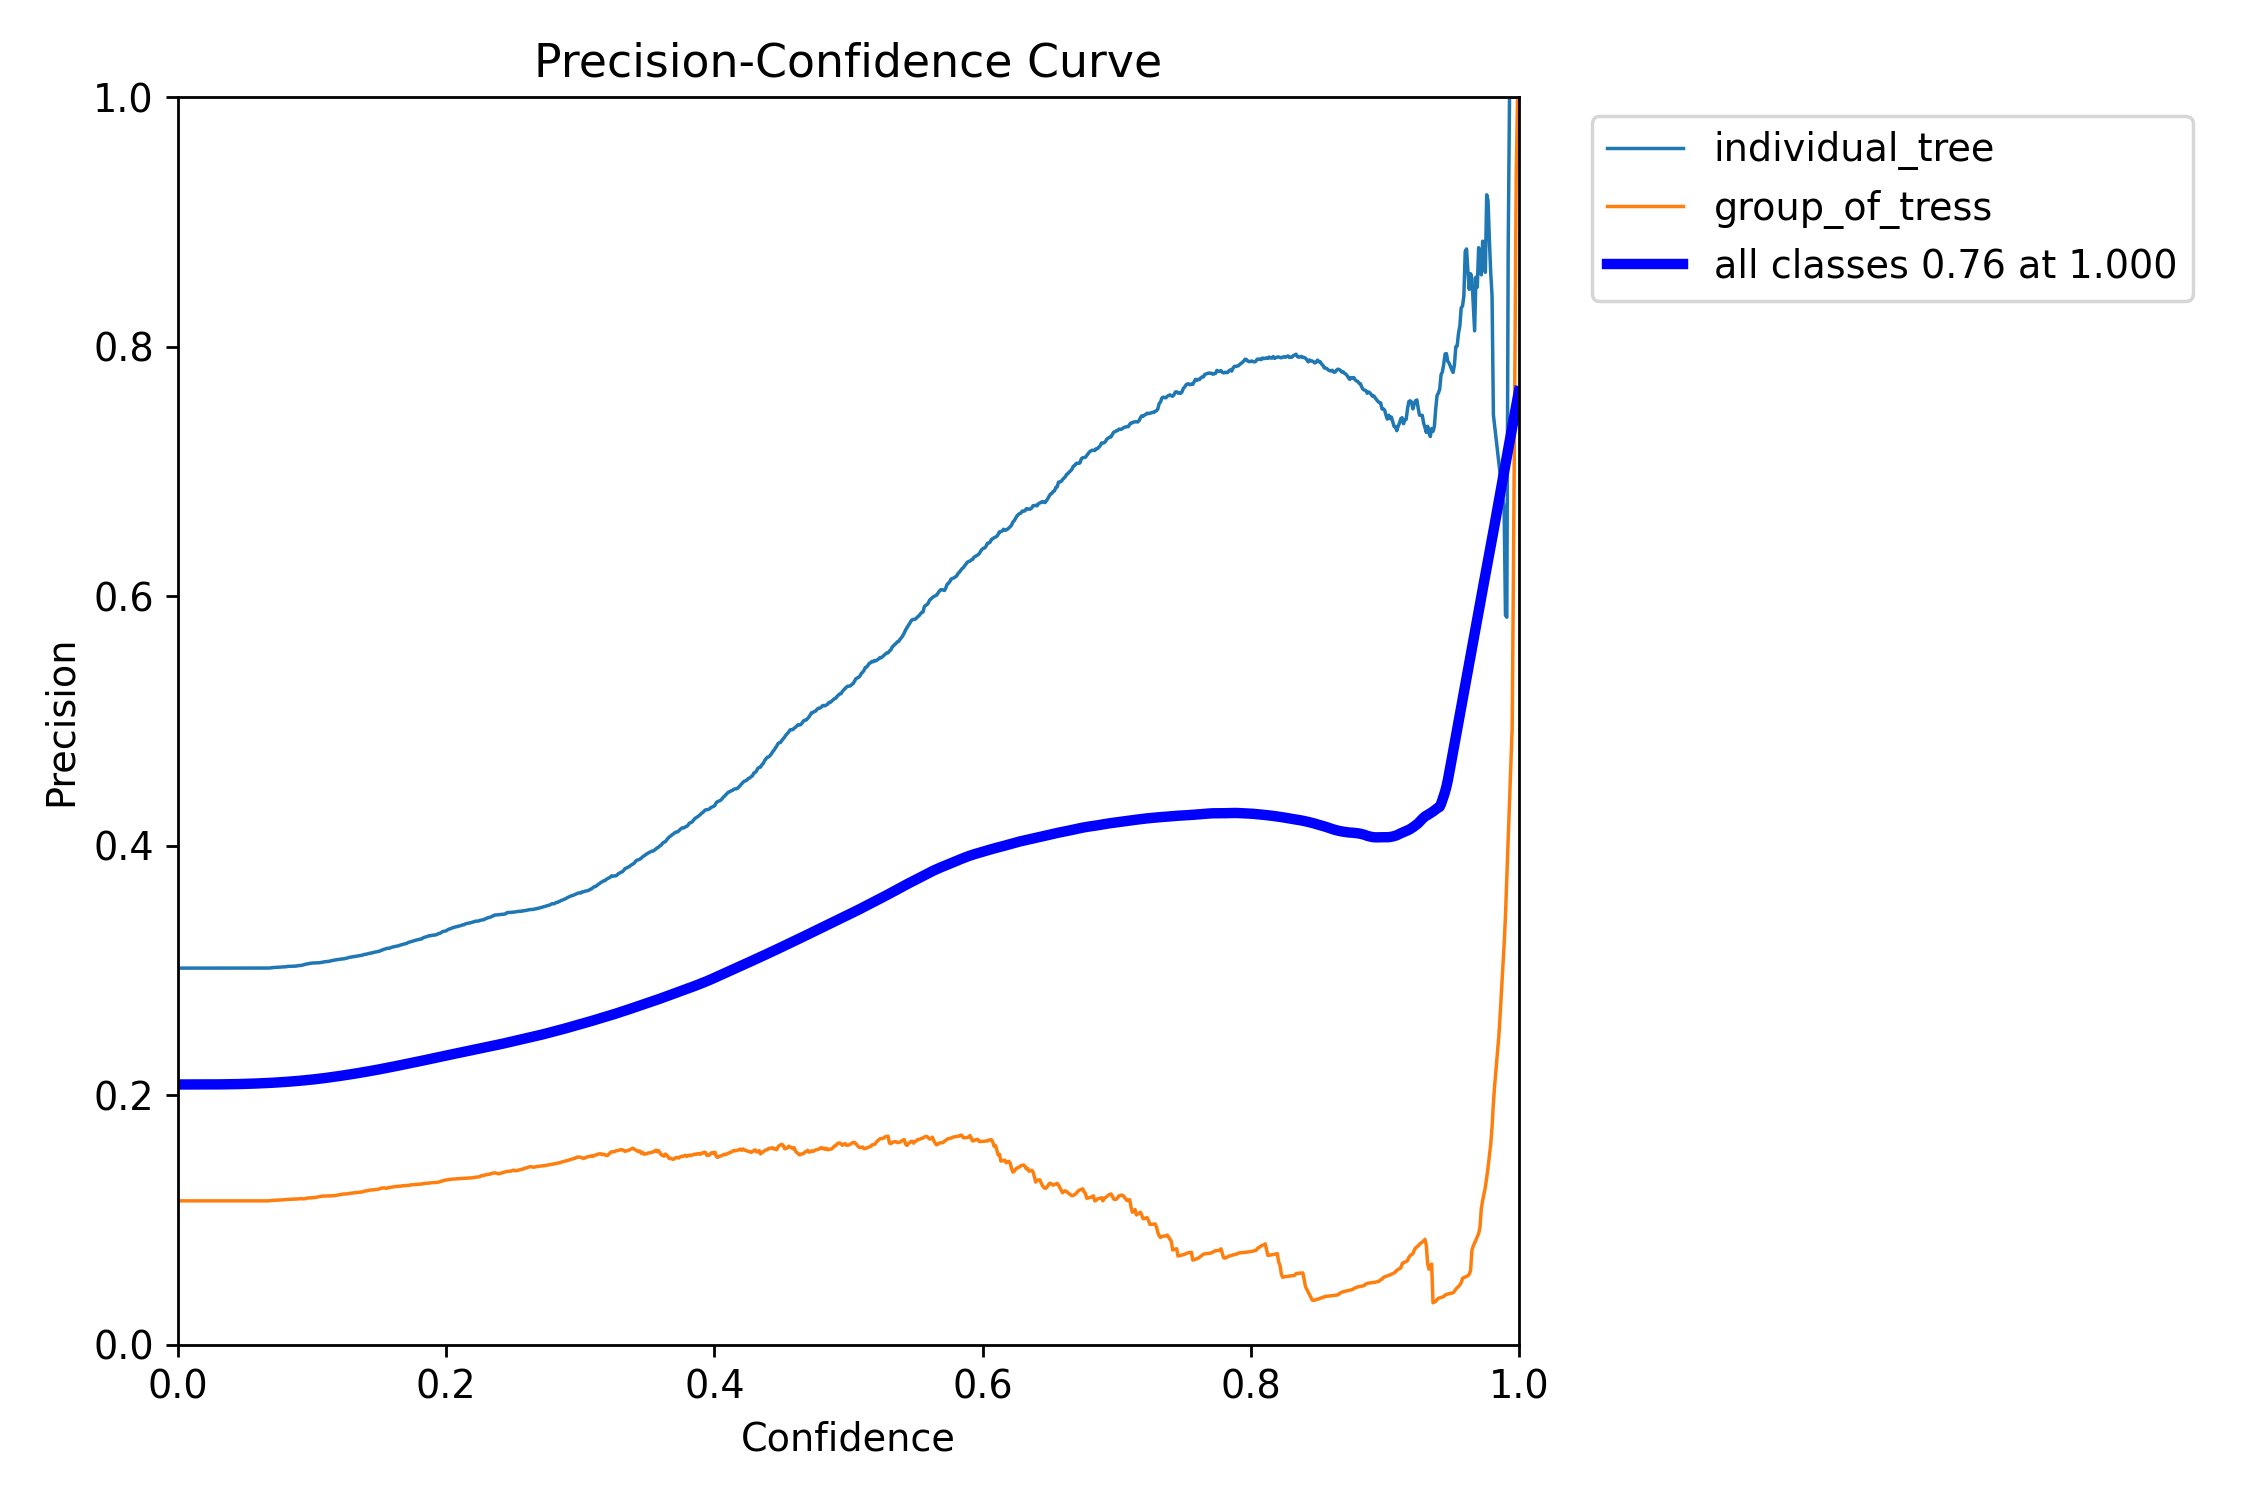 Precision-Confidence Curve
1.0
0.8
0.6
0.4
0.2
0.0
Precision
0.0 0.2 0.4 0.6 0.8 1.0
Confidence
individual_tree
group_of_tress
all classes 0.76 at 1.000